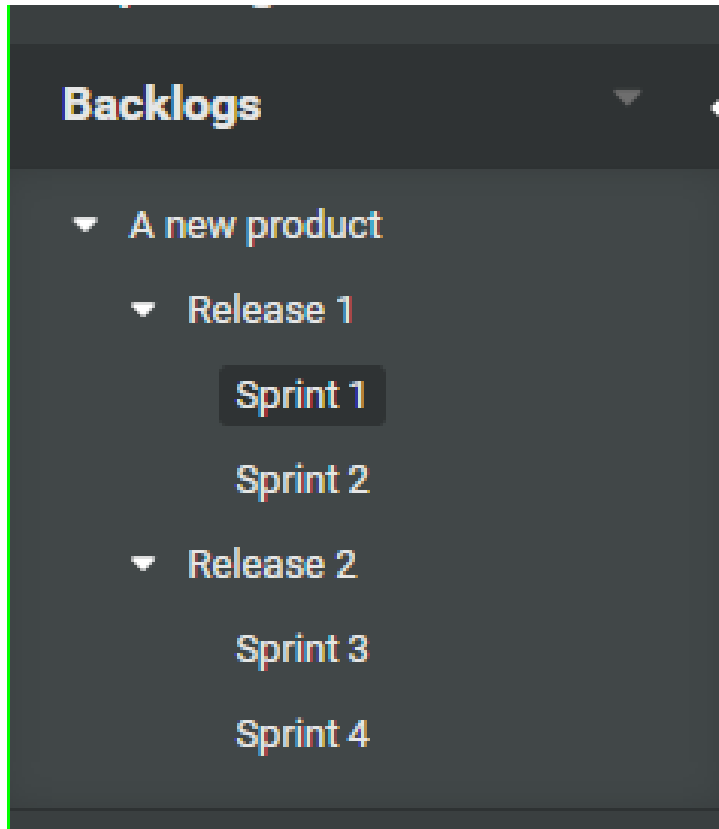 Backlogs
A new product
Release 1
Sprint 1
Sprint 2
Release 2
Sprint 3
Sprint 4